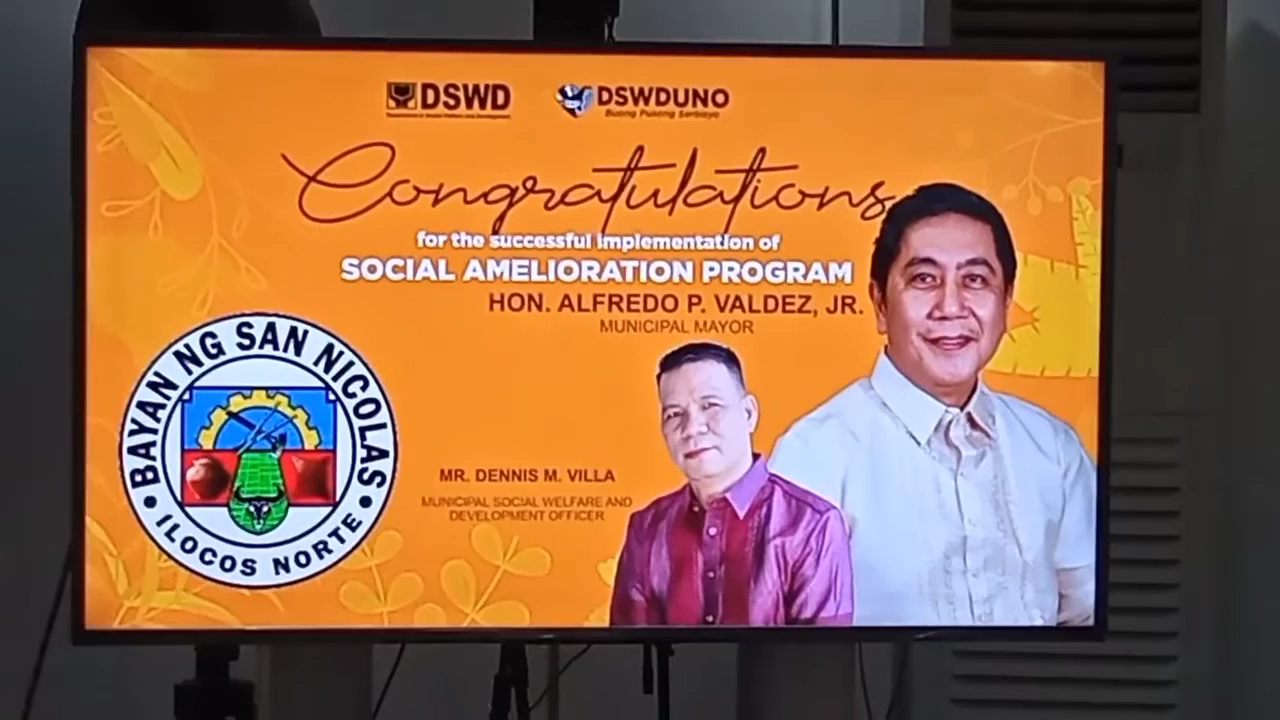 DSWD
DSWDUNO
Buong Pusong Serbisyo
Congratulations
for the successful implementation of
SOCIAL AMELIORATION PROGRAM
HON. ALFREDO P. VALDEZ, JR.
MUNICIPAL MAYOR
BAYAN NG SAN NICOLAS
ILOCOS NORTE
MR. DENNIS M. VILLA
MUNICIPAL SOCIAL WELFARE AND
DEVELOPMENT OFFICER